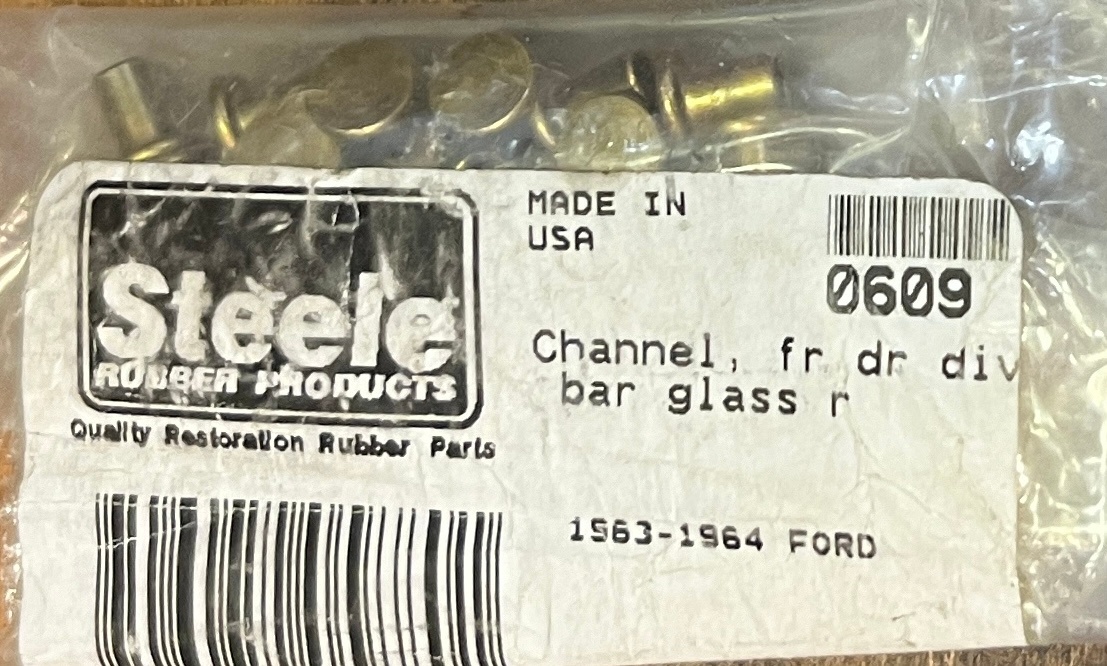 Steele
RUBBER PRODUCTS
Quality Restoration Rubber Parts
MADE IN
USA
0609
Channel, fr dr div
bar glass r
1963-1964 FORD